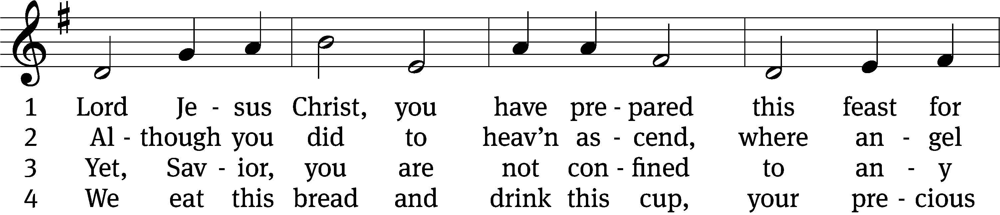 1 Lord Je - sus Christ, you have pre - pared this feast for
2 Al - though you did to heav’n as - cend, where an - gel
3 Yet, Sav - ior, you are not con - fined to an - y
4 We eat this bread and drink this cup, your pre - cious